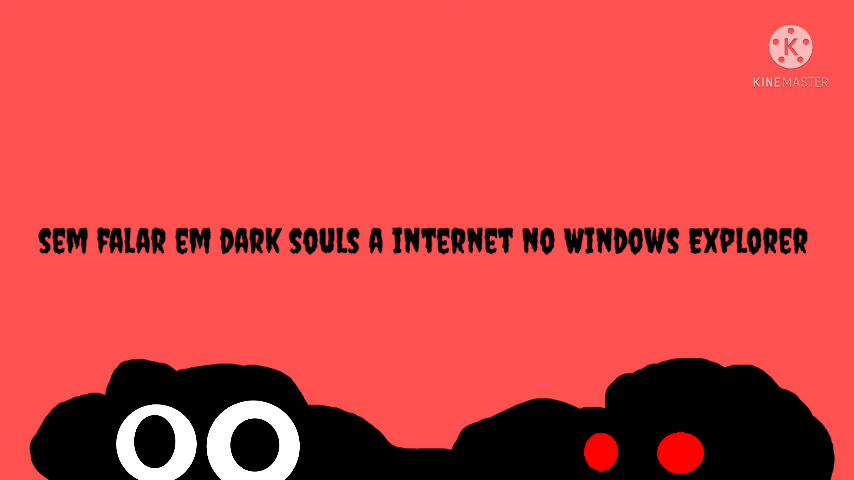 K
KINEMASTER
SEM FALAR EM DARK SOULS A INTERNET NO WINDOWS EXPLORER